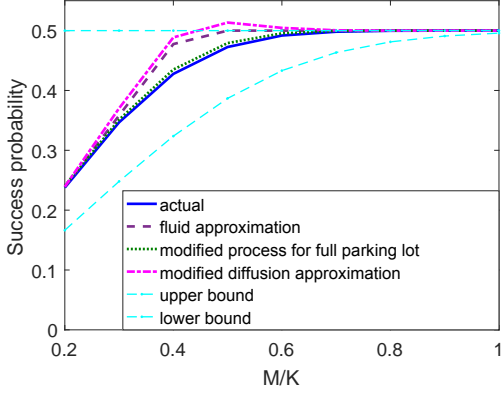 0.5
0.4
0.3
0.2
0.1
0
Success probability
actual
fluid approximation
modified process for full parking lot
modified diffusion approximation
upper bound
lower bound
0.2 0.4 0.6 0.8 1
M/K